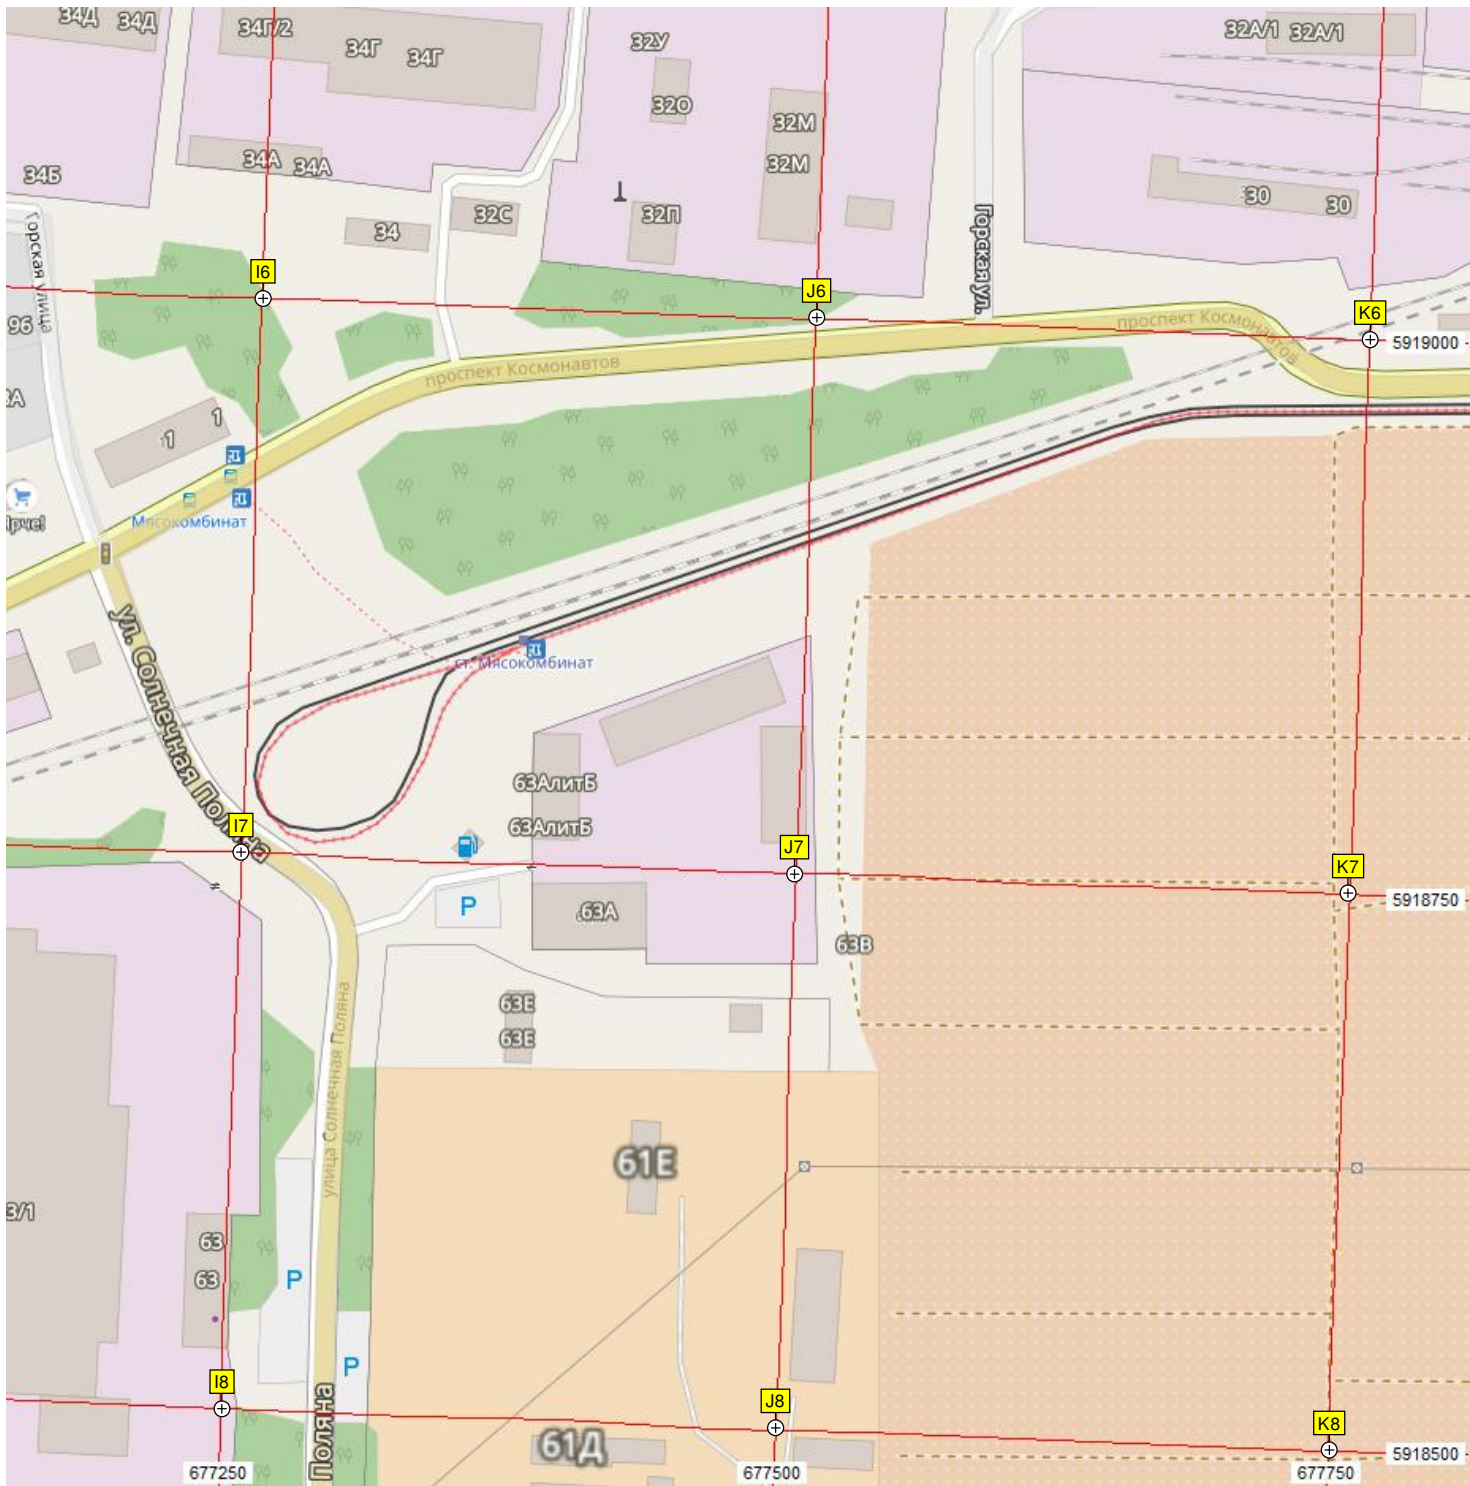 34Д 34Д
34Г/2
34Г 34Г
32У
32А/1 32А/1
32О
32М
32М
34А 34А
34Б
32С
32П
30 30
34
Горская улица
Горская ул.
I6
J6
K6
96
проспект Космонавтов
проспект Космонавтов
5919000
1 1
Мясокомбинат
ул. Солнечная Поляна
ст. Мясокомбинат
63АлитБ
63АлитБ
I7
J7
K7
5918750
P
63А
63В
63Е
63Е
улица Солнечная Поляна
61Е
3/1
63
63
P
P
I8
J8
K8
Поляна
61Д
5918500
677250
677500
677750